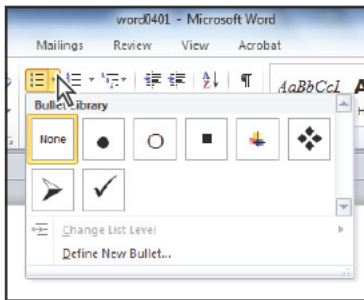 word0401 - Microsoft Word
Mailings Review View Acrobat
AaBbCcI A
Bullet Library
None
Change List Level
Define New Bullet...